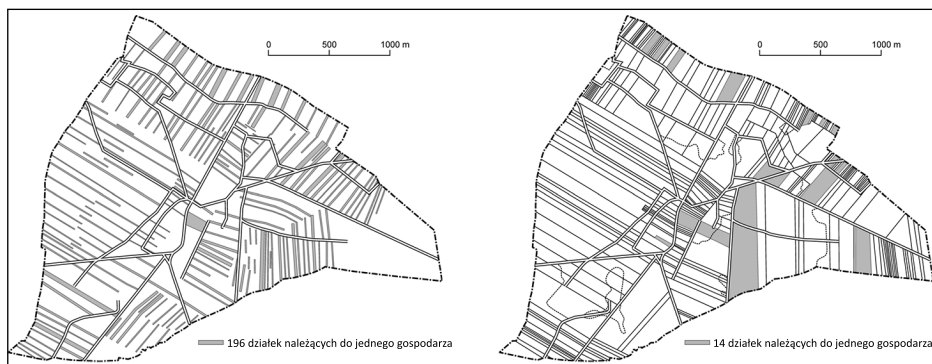 0 500 1000 m
0 500 1000 m
196 działek należących do jednego gospodarza
14 działek należących do jednego gospodarza